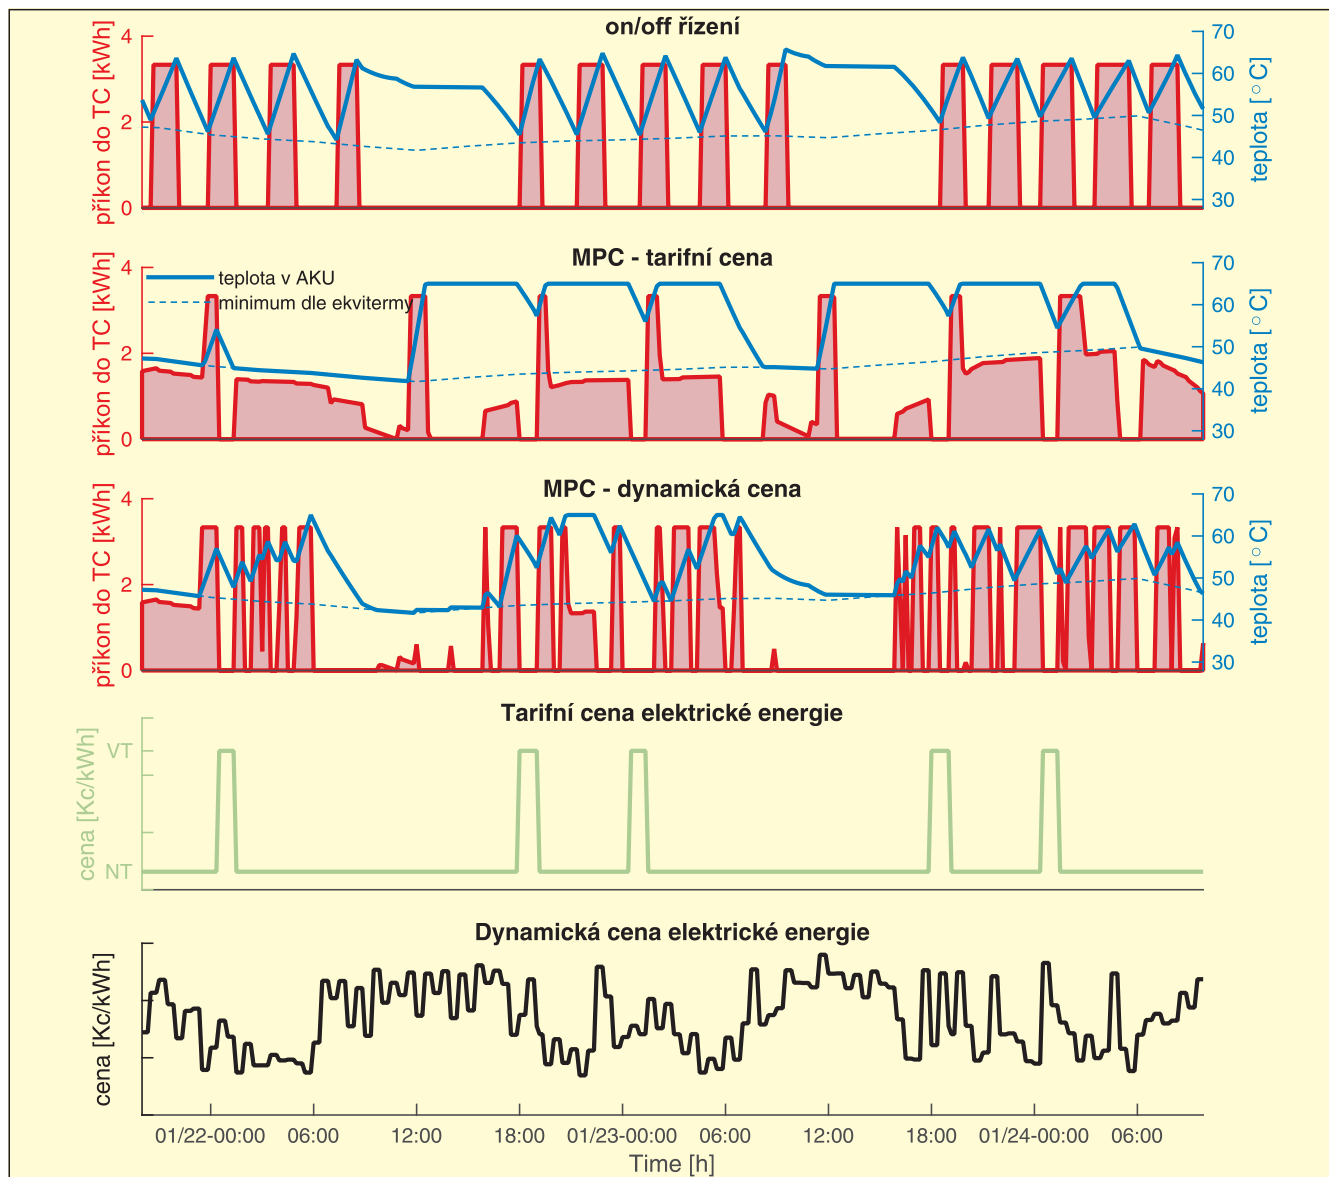 on/off řízení
příkon do TC [kWh]
4
2
0
70
60
50
40
30
teplota [°C]
MPC - tarifní cena
příkon do TC [kWh]
4
2
0
teplota v AKU
minimum dle ekvitermy
70
60
50
40
30
teplota [°C]
MPC - dynamická cena
příkon do TC [kWh]
4
2
0
70
60
50
40
30
teplota [°C]
Tarifní cena elektrické energie
cena [Kc/kWh]
VT
NT
Dynamická cena elektrické energie
cena [Kc/kWh]
01/22-00:00 06:00 12:00 18:00 01/23-00:00 06:00 12:00 18:00 01/24-00:00 06:00
Time [h]